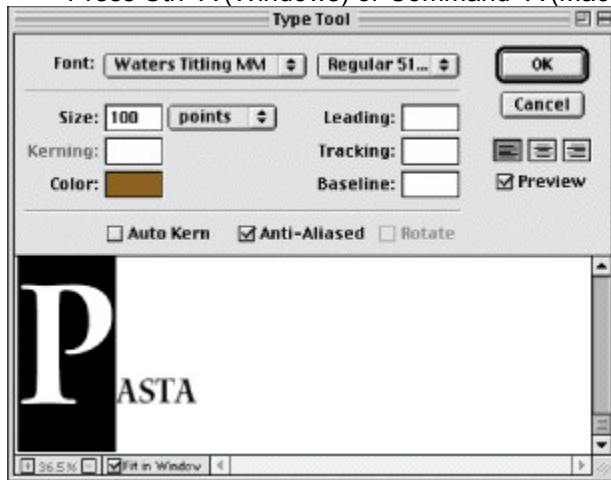 Type Tool
Font: Waters Titling MM Regular 51... OK
Cancel
Size: 100 points Leading:
Kerning: Tracking:
Color: Baseline: Preview
Auto Kern Anti-Aliased Rotate
PASTA
36.5% Fit in Window